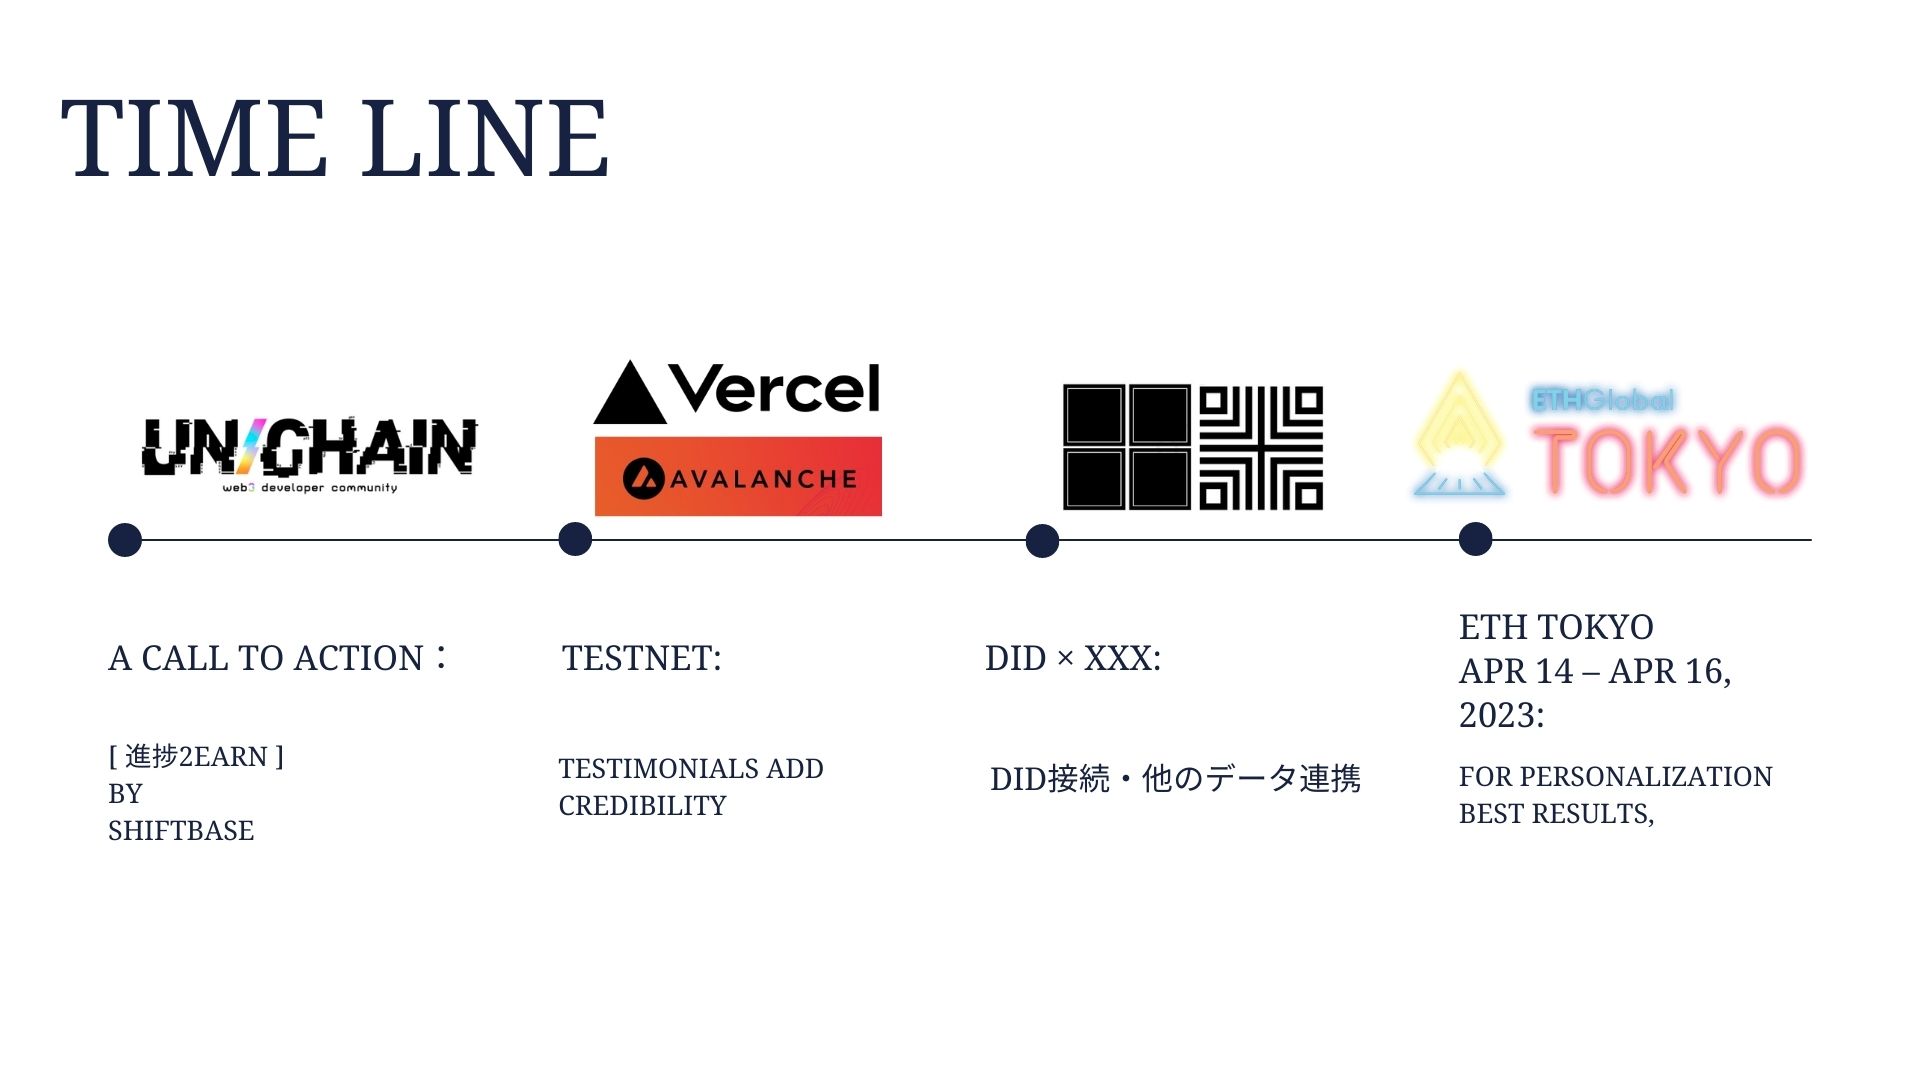 TIME LINE
UN/CHAIN
web3 developer community
Vercel
AVALANCHE
ETHGlobal
TOKYO
A CALL TO ACTION：
[ 進捗2EARN ]
BY
SHIFTBASE
TESTNET:
TESTIMONIALS ADD
CREDIBILITY
DID × XXX:
DID接続・他のデータ連携
ETH TOKYO
APR 14 – APR 16,
2023:
FOR PERSONALIZATION
BEST RESULTS,